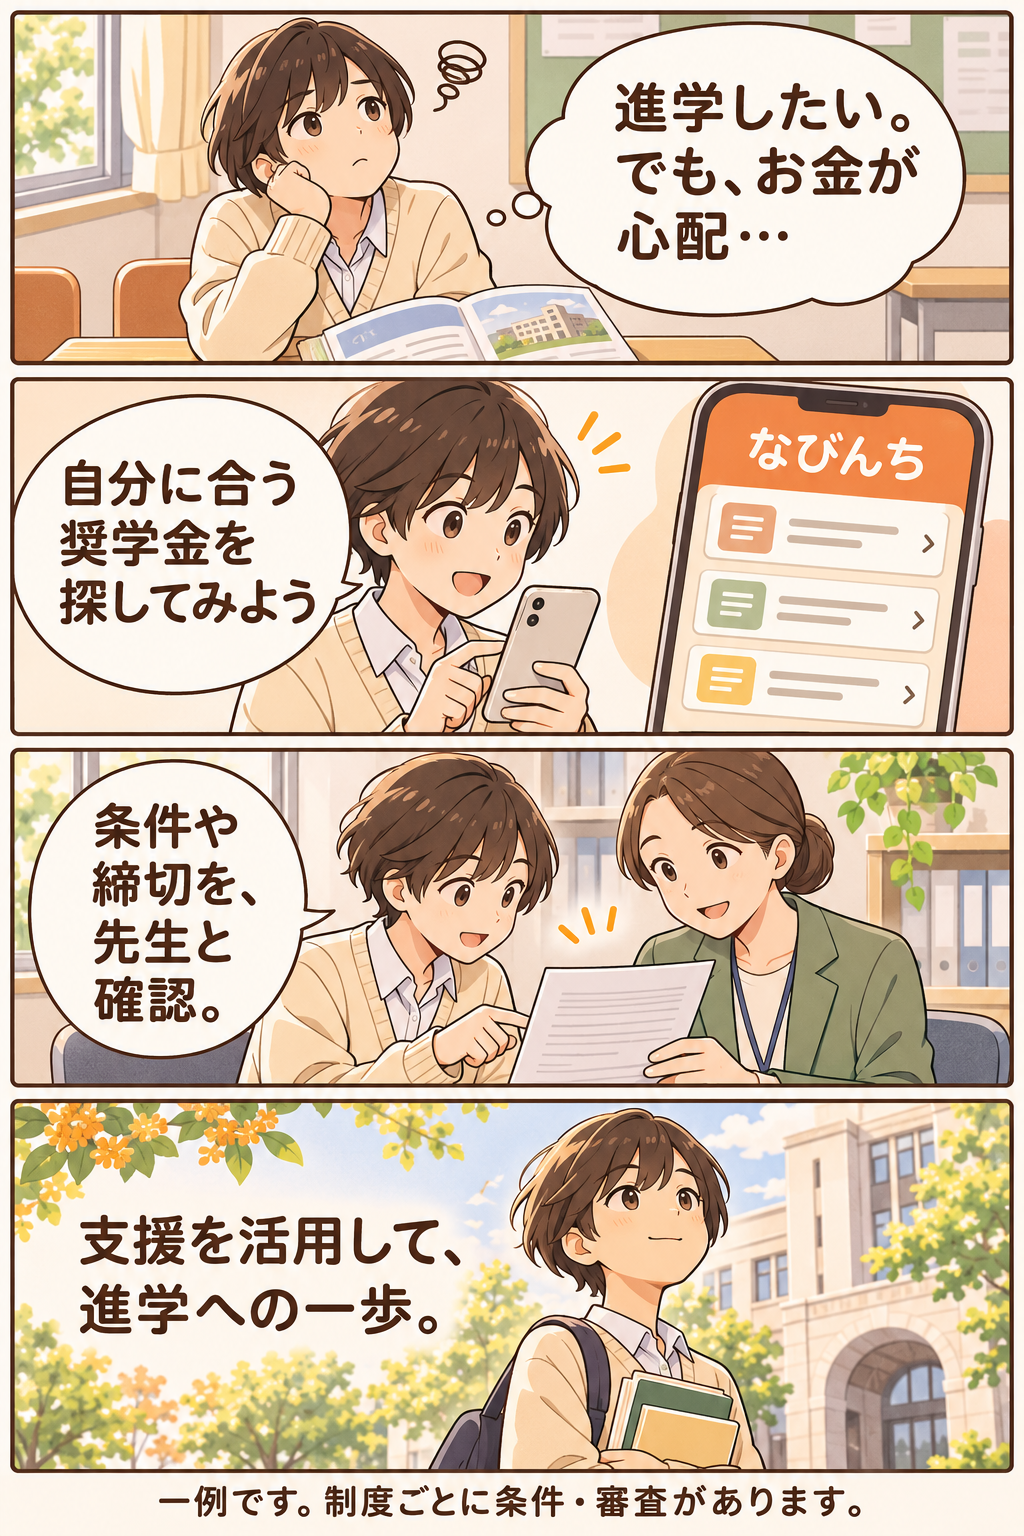 進学したい。
でも、お金が
心配…
自分に合う
奨学金を
探してみよう
なびんち
条件や
締切を、
先生と
確認。
支援を活用して、
進学への一歩。
一例です。制度ごとに条件・審査があります。